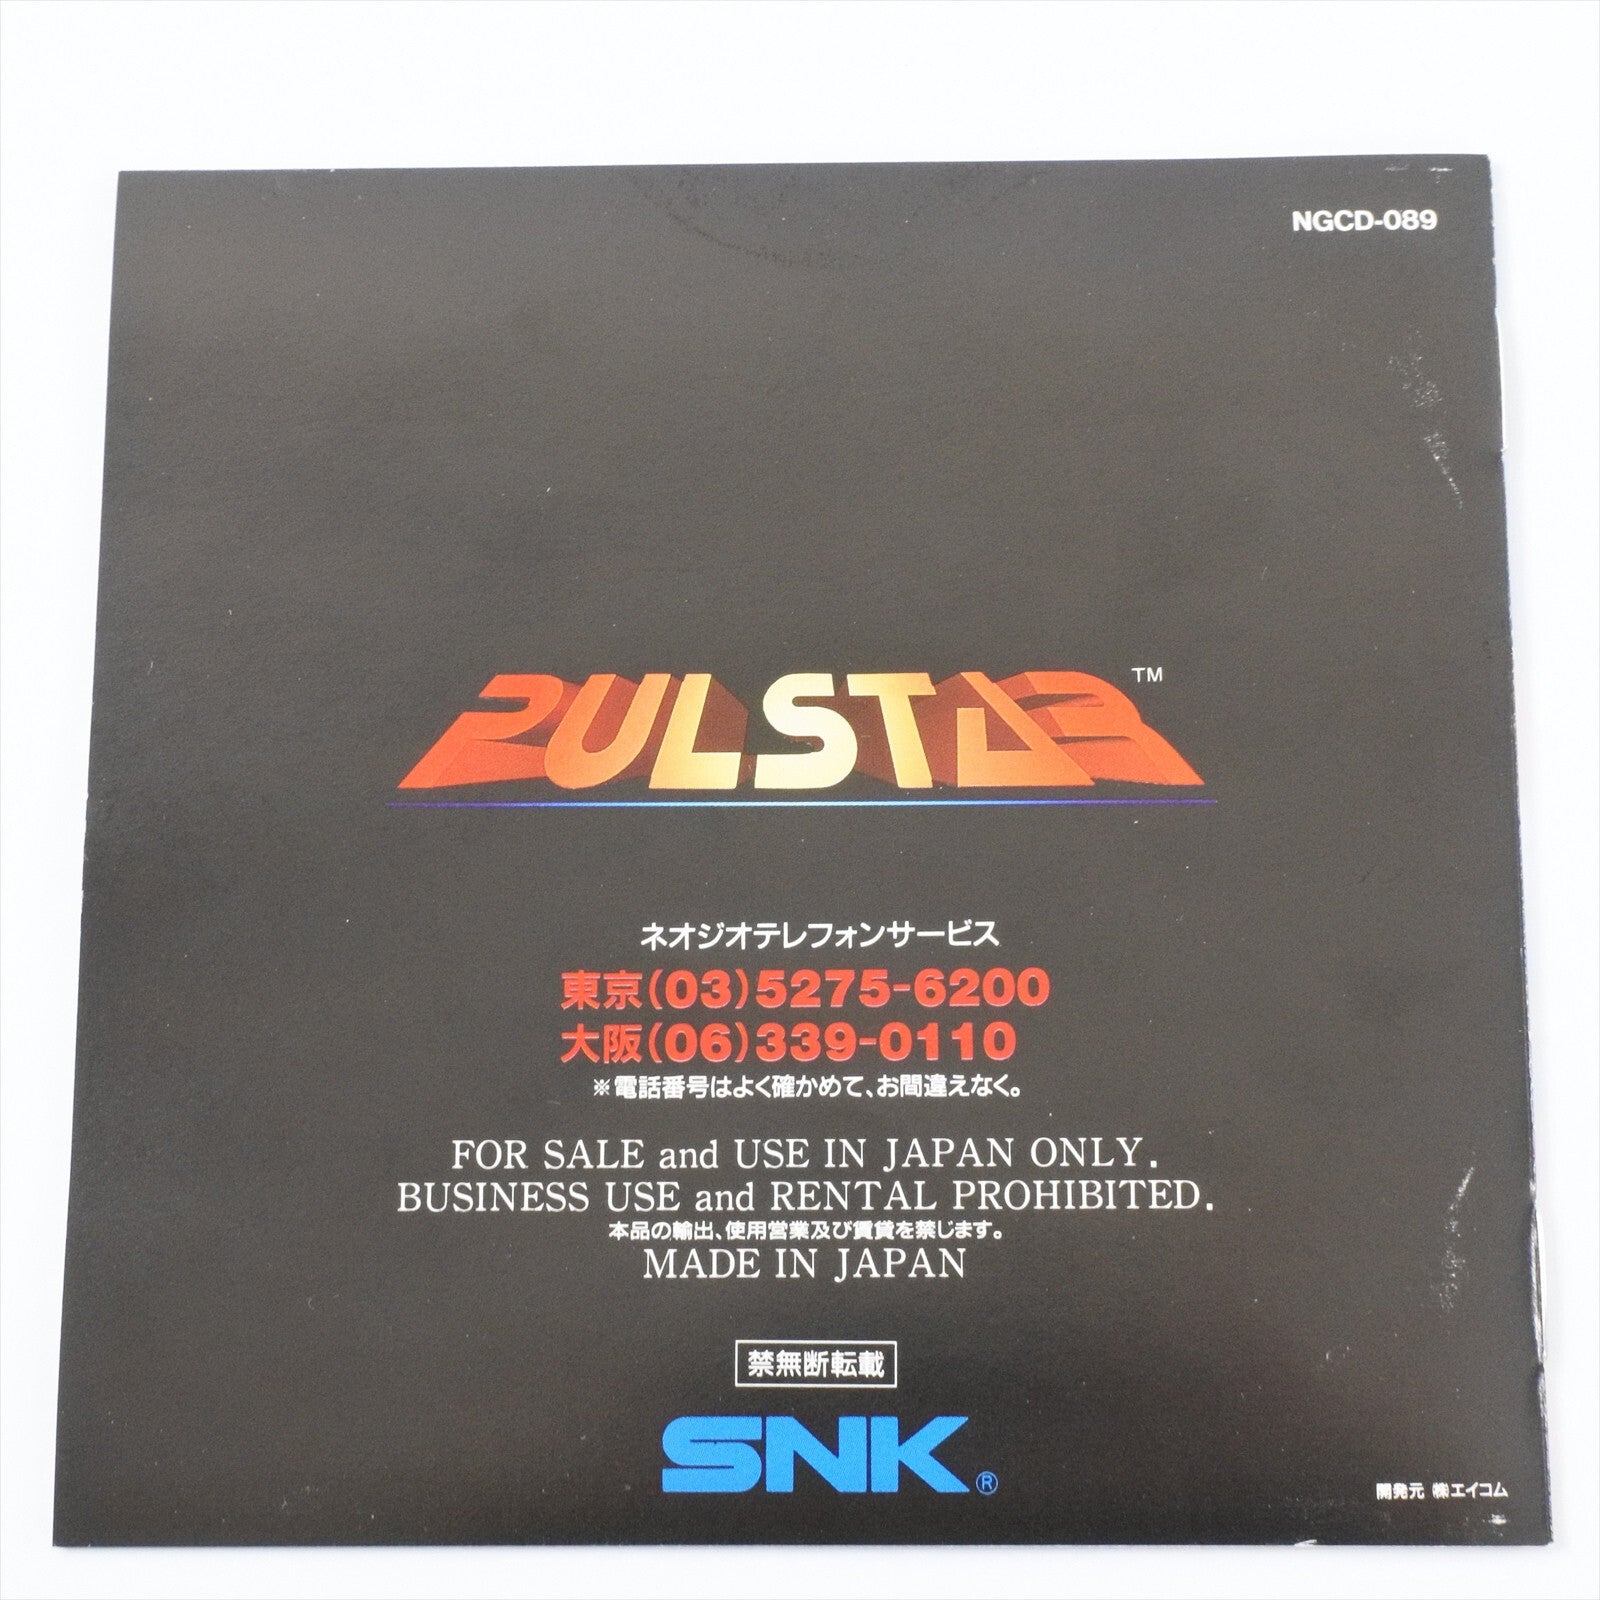 NGCD-089
PULSTAR™
ネオジオテレフォンサービス
東京(03)5275-6200
大阪(06)339-0110
※電話番号はよく確かめて、お間違えなく。
FOR SALE and USE IN JAPAN ONLY.
BUSINESS USE and RENTAL PROHIBITED.
本品の輸出、使用営業及び賃貸を禁じます。
MADE IN JAPAN
禁無断転載
SNK®
開発元 ㈱エイコム